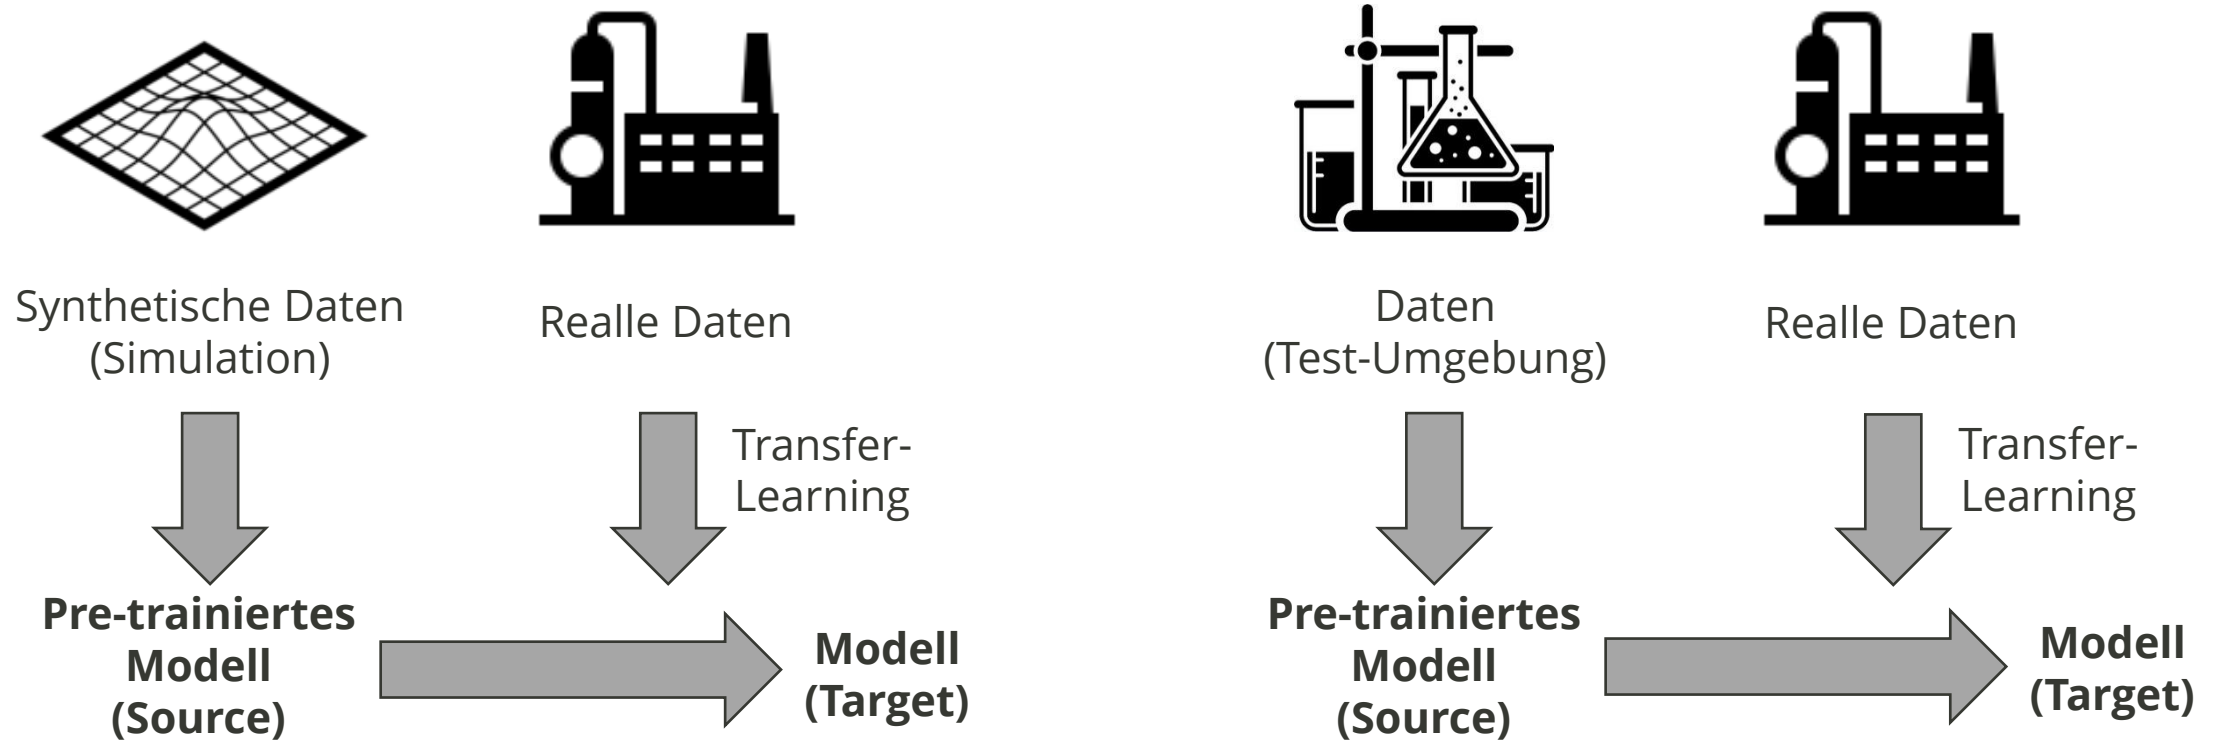 Synthetische Daten
(Simulation)
Realle Daten
Transfer-
Learning
Pre-trainiertes
Modell
(Source)
Modell
(Target)
Daten
(Test-Umgebung)
Realle Daten
Transfer-
Learning
Pre-trainiertes
Modell
(Source)
Modell
(Target)